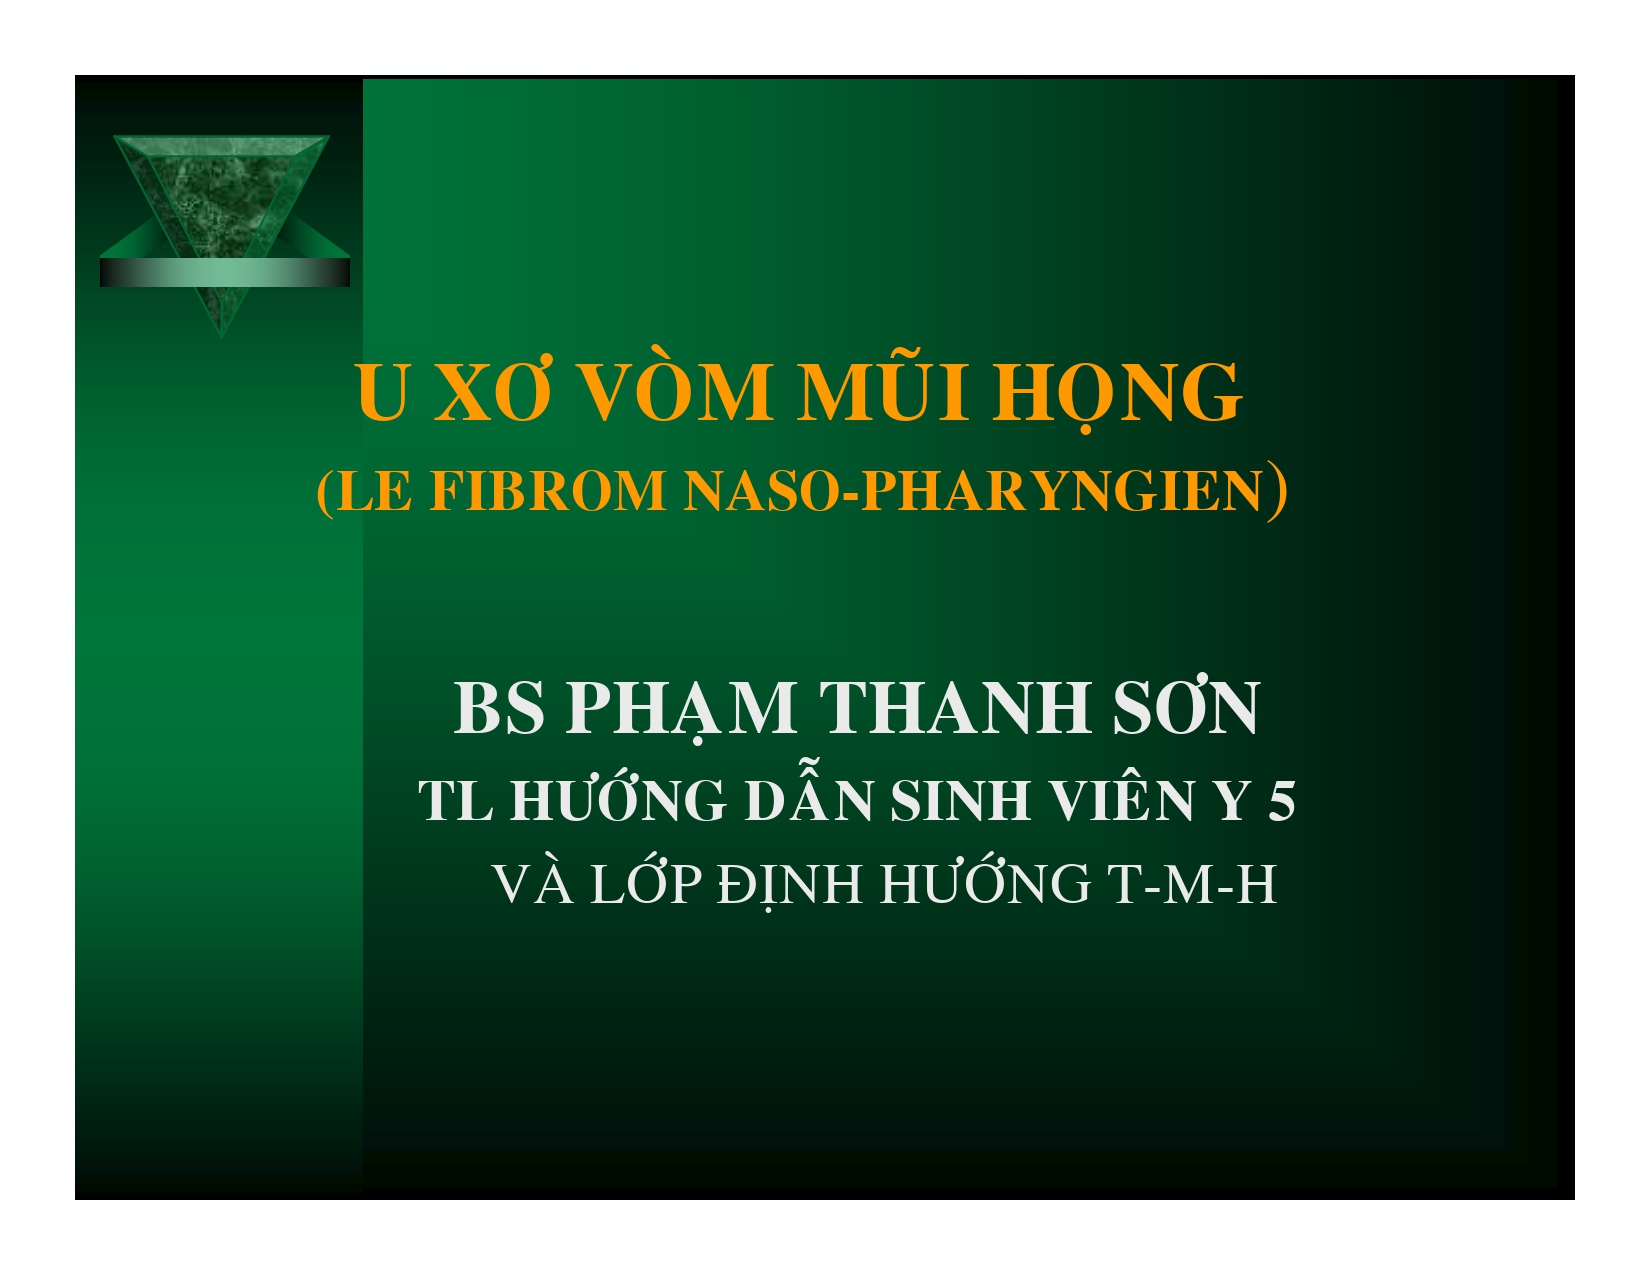 U XƠ VÒM MŨI HỌNG
(LE FIBROM NASO-PHARYNGIEN)
BS PHẠM THANH SƠN
TL HƯỚNG DẪN SINH VIÊN Y 5
VÀ LỚP ĐỊNH HƯỚNG T-M-H